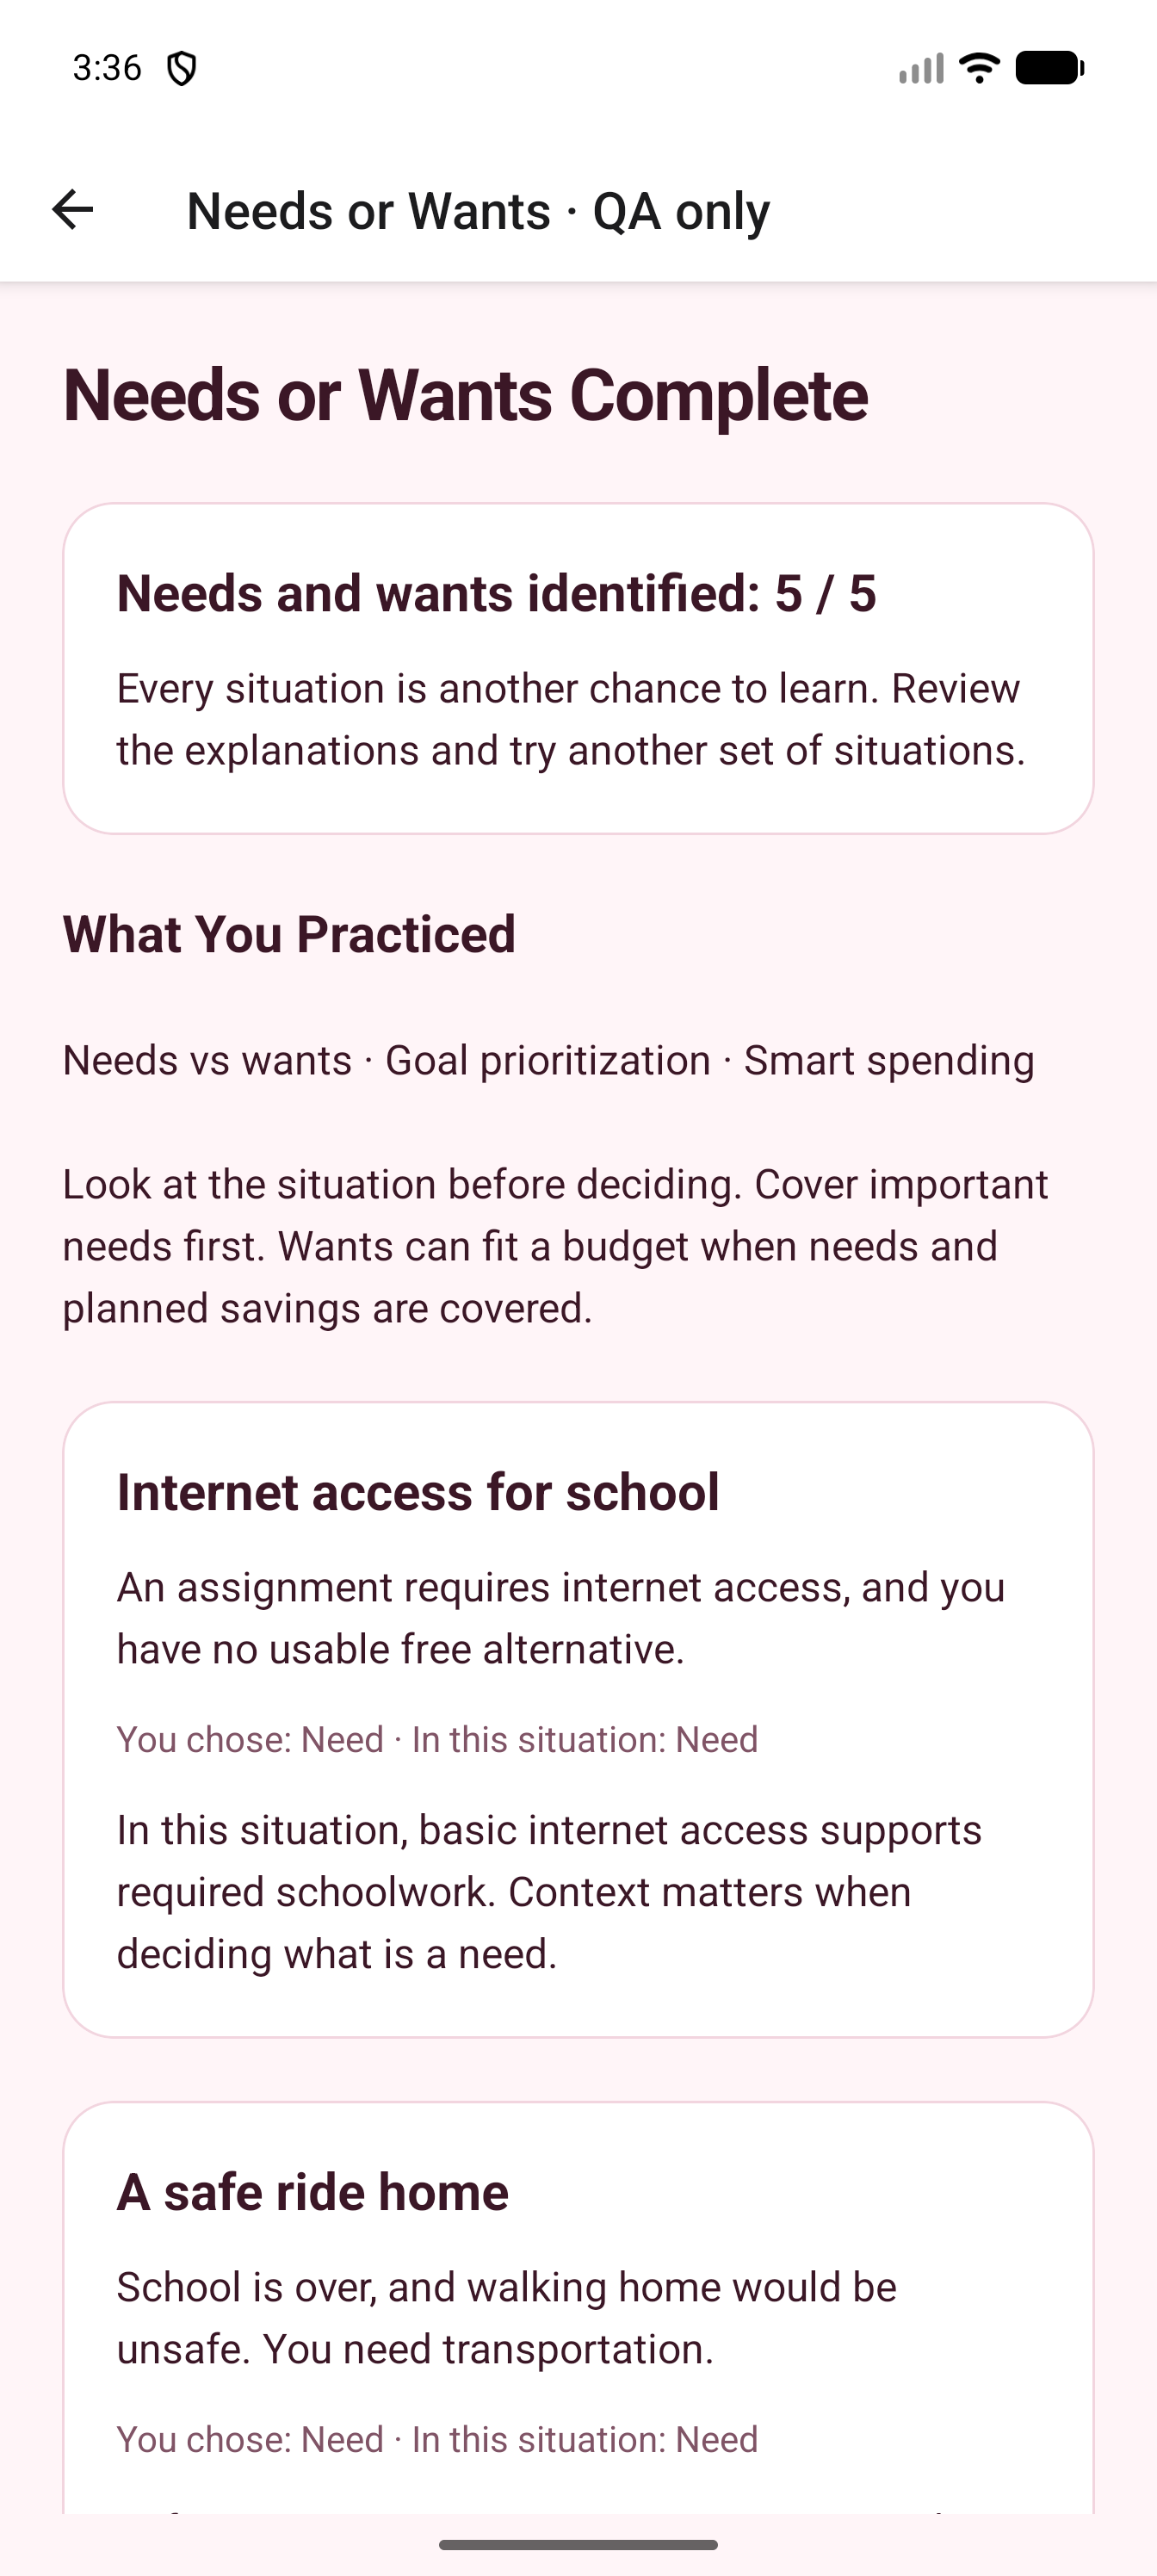 3:36
Needs or Wants · QA only
Needs or Wants Complete
Needs and wants identified: 5 / 5
Every situation is another chance to learn. Review
the explanations and try another set of situations.
What You Practiced
Needs vs wants · Goal prioritization · Smart spending
Look at the situation before deciding. Cover important
needs first. Wants can fit a budget when needs and
planned savings are covered.
Internet access for school
An assignment requires internet access, and you
have no usable free alternative.
You chose: Need · In this situation: Need
In this situation, basic internet access supports
required schoolwork. Context matters when
deciding what is a need.
A safe ride home
School is over, and walking home would be
unsafe. You need transportation.
You chose: Need · In this situation: Need